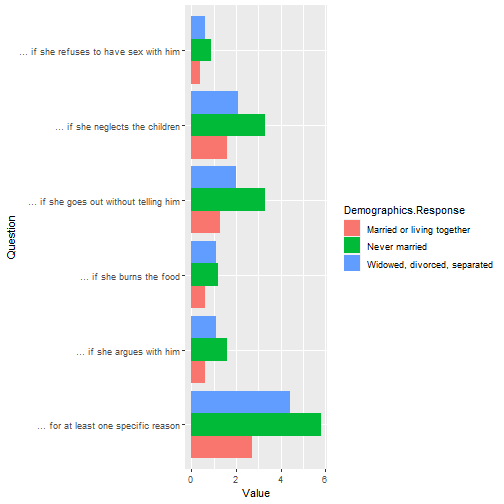 ... if she refuses to have sex with him
... if she neglects the children
... if she goes out without telling him
... if she burns the food
... if she argues with him
... for at least one specific reason
Question
0 2 4 6
Value
Demographics.Response
Married or living together
Never married
Widowed, divorced, separated